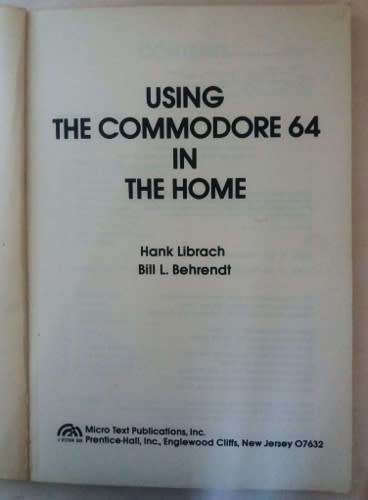 USING
THE COMMODORE 64
IN
THE HOME
Hank Librach
Bill L. Behrendt
Micro Text Publications, Inc.
Prentice-Hall, Inc., Englewood Cliffs, New Jersey 07632